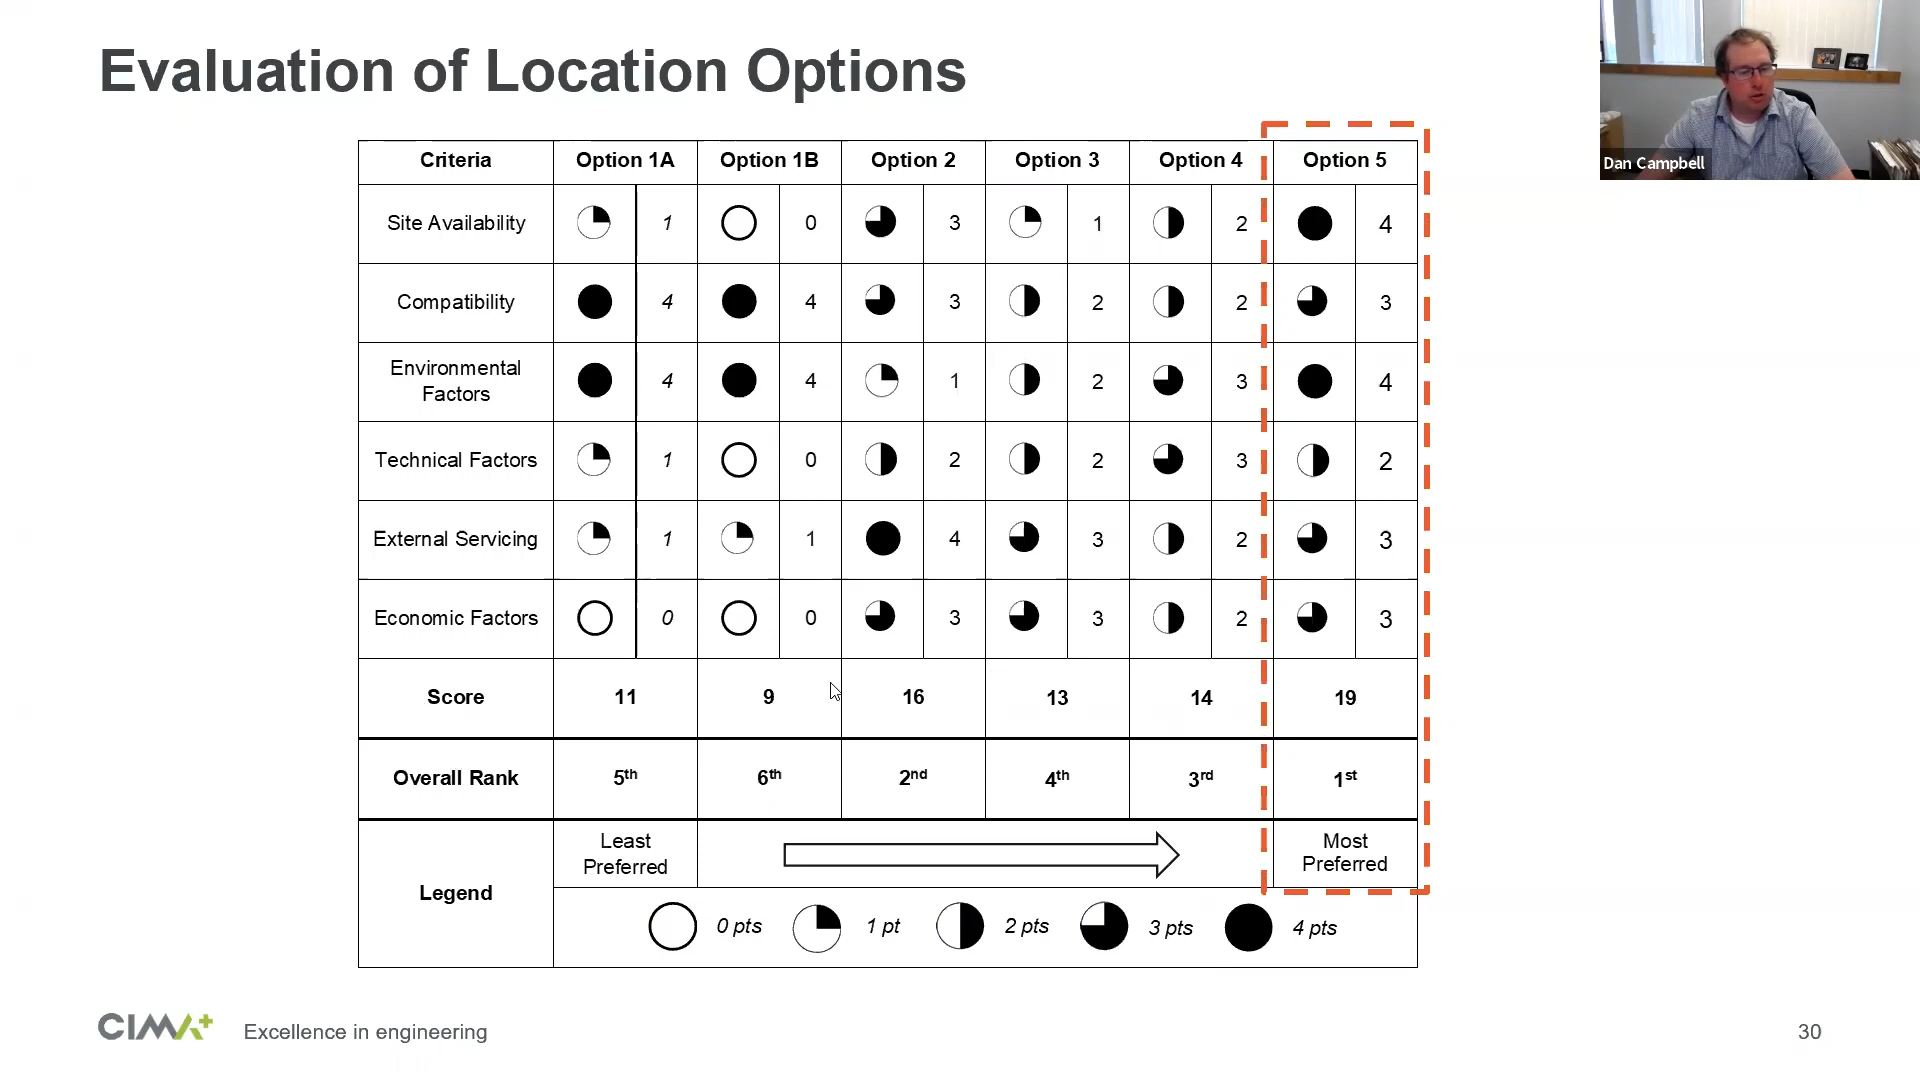 Evaluation of Location Options
Dan Campbell
Criteria Option 1A Option 1B Option 2 Option 3 Option 4 Option 5
Site Availability 1 0 3 1 2 4
Compatibility 4 4 3 2 2 3
Environmental
Factors 4 4 1 2 3 4
Technical Factors 1 0 2 2 3 2
External Servicing 1 1 4 3 2 3
Economic Factors 0 0 3 3 2 3
Score 11 9 16 13 14 19
Overall Rank 5th 6th 2nd 4th 3rd 1st
Legend
Least
Preferred
Most
Preferred
0 pts 1 pt 2 pts 3 pts 4 pts
CIMA+ Excellence in engineering
30